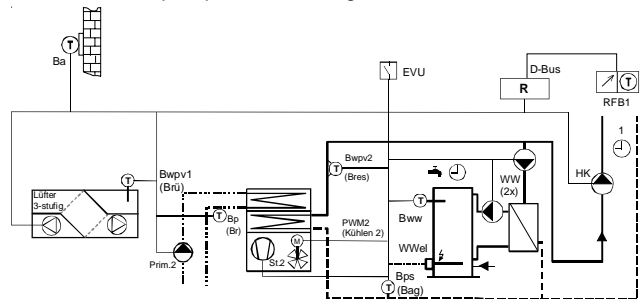 T
Ba
EVU
D-Bus
R
T
RFB1
1
Lüfter
3-stufig
T
Bwpv1
(Brü)
T
Bp
(Br)
Prim.2
T
Bwpv2
(Bres)
PWM2
(Kühlen 2)
M
St.2
T
Bww
WWel
Bps
(Bag)
T
WW
(2x)
HK